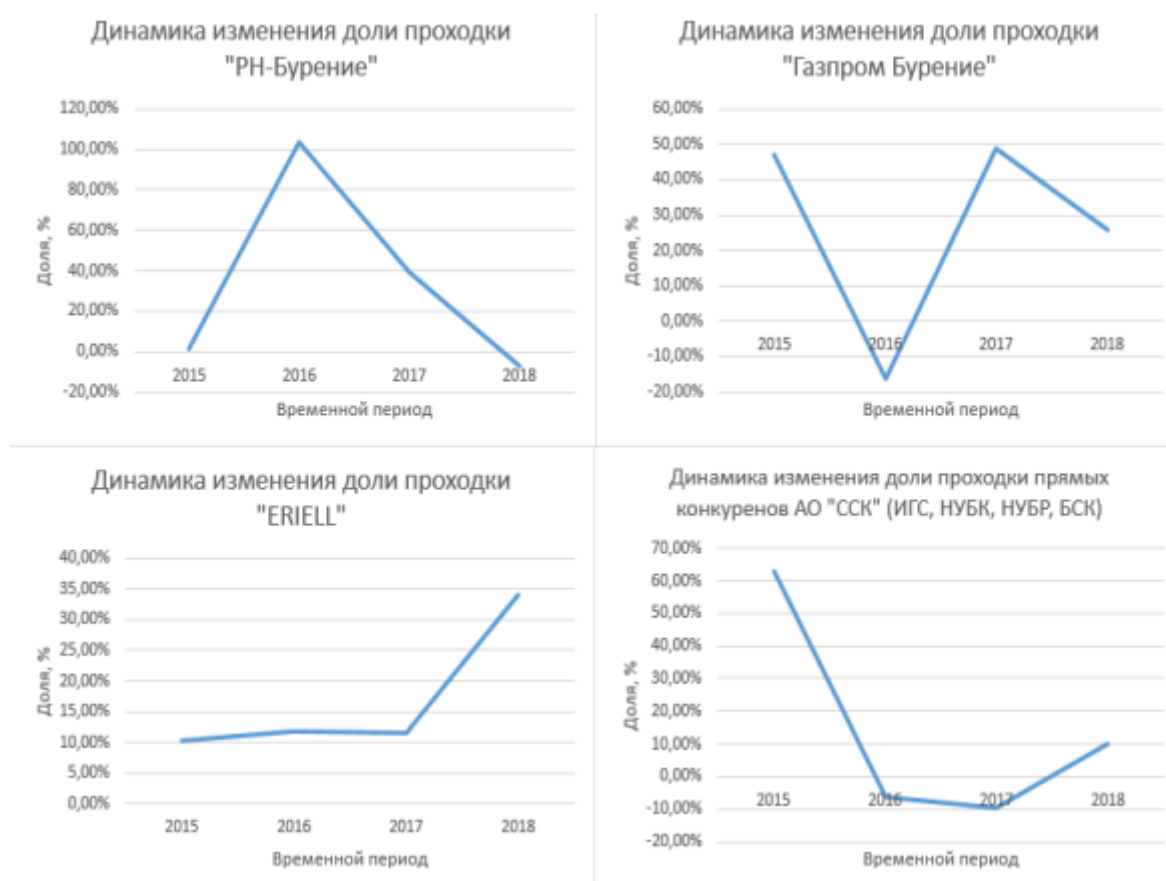 Динамика изменения доли проходки
"РН-Бурение"
120,00%
100,00%
80,00%
60,00%
40,00%
20,00%
0,00%
-20,00%
Доля, %
2015 2016 2017 2018
Временной период
Динамика изменения доли проходки
"Газпром Бурение"
60,00%
50,00%
40,00%
30,00%
20,00%
10,00%
0,00%
-10,00%
-20,00%
Доля, %
2015 2016 2017 2018
Временной период
Динамика изменения доли проходки
"ERIELL"
40,00%
35,00%
30,00%
25,00%
20,00%
15,00%
10,00%
5,00%
0,00%
Доля, %
2015 2016 2017 2018
Временной период
Динамика изменения доли проходки прямых
конкуренов АО "ССК" (ИГС, НУБК, НУБР, БСК)
70,00%
60,00%
50,00%
40,00%
30,00%
20,00%
10,00%
0,00%
-10,00%
-20,00%
Доля, %
2015 2016 2017 2018
Временной период